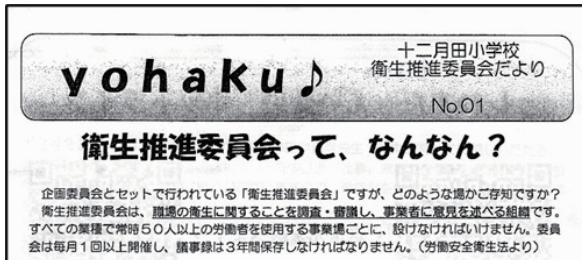 yohaku♪
十二月田小学校
衛生推進委員会だより
No.01
衛生推進委員会って、なんなん？
企画委員会とセットで行われている「衛生推進委員会」ですが、どのような場かご存知ですか？
衛生推進委員会は、職場の衛生に関することを調査・審議し、事業者に意見を述べる組織です。
すべての業種で常時５０人以上の労働者を使用する事業場ごとに、設けなければいけません。委員
会は毎月１回以上開催し、議事録は３年間保存しなければなりません。（労働安全衛生法より）